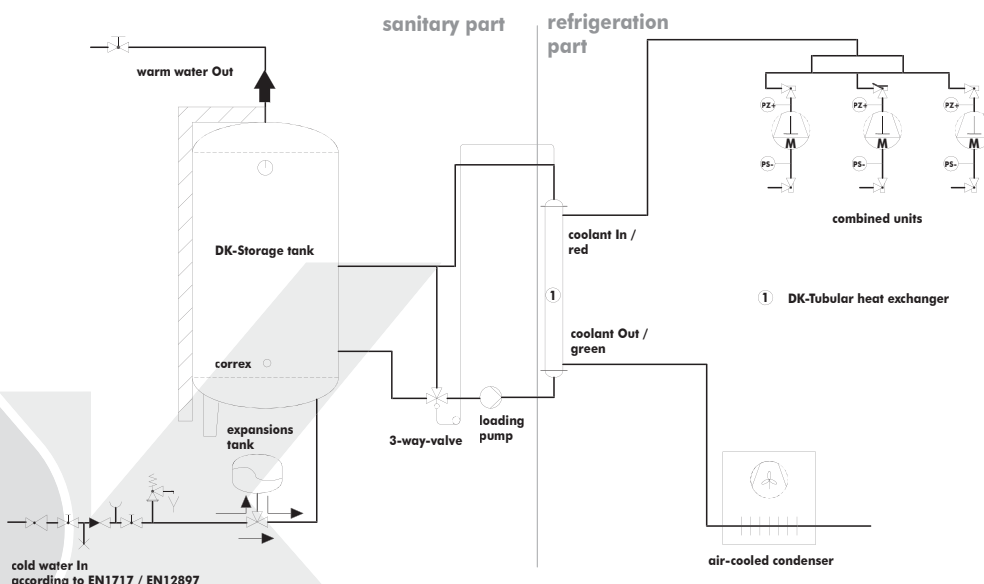 sanitary part
refrigeration
part
warm water Out
PZ+
PZ+
PZ+
M
M
M
PS-
PS-
PS-
combined units
DK-Storage tank
coolant In /
red
1
1 DK-Tubular heat exchanger
coolant Out /
green
correx
loading
pump
3-way-valve
expansions
tank
air-cooled condenser
cold water In
according to EN1717 / EN12897